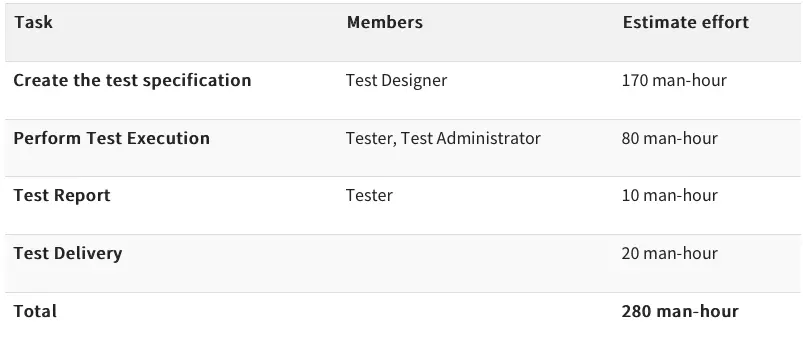 Task Members Estimate effort
Create the test specification Test Designer 170 man-hour
Perform Test Execution Tester, Test Administrator 80 man-hour
Test Report Tester 10 man-hour
Test Delivery 20 man-hour
Total 280 man-hour